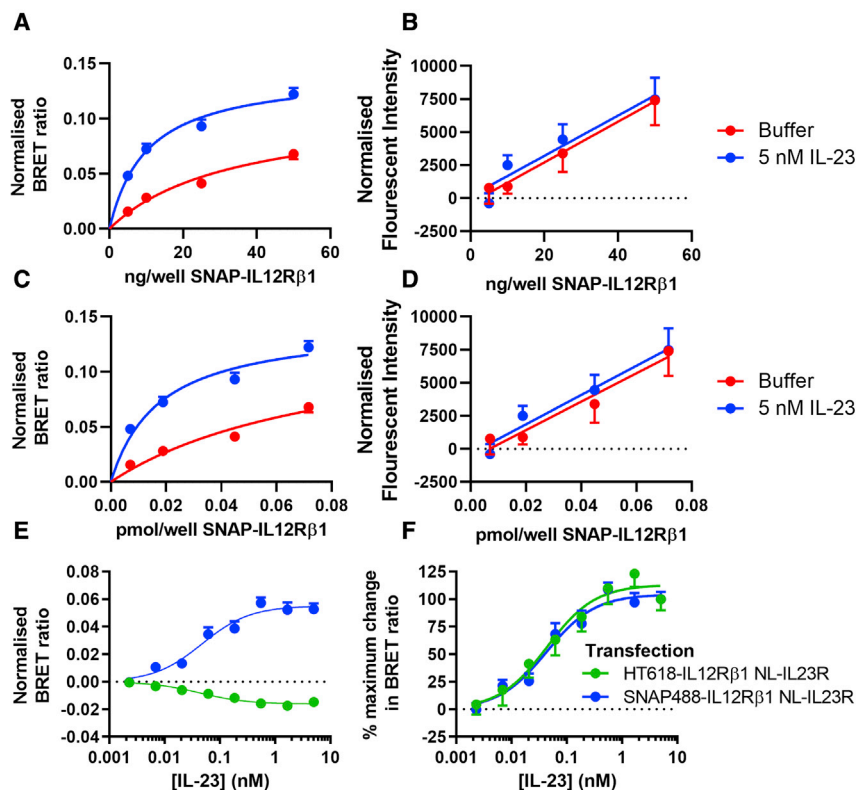 A
Normalised
BRET ratio
0.15
0.10
0.05
0.00
0 20 40 60
ng/well SNAP-IL12Rβ1
B
Normalised
Flourescent Intensity
10000
7500
5000
2500
0
-2500
0 20 40 60
ng/well SNAP-IL12Rβ1
Buffer
5 nM IL-23
C
Normalised
BRET ratio
0.15
0.10
0.05
0.00
0.00 0.02 0.04 0.06 0.08
pmol/well SNAP-IL12Rβ1
D
Normalised
Flourescent Intensity
10000
7500
5000
2500
0
-2500
0.00 0.02 0.04 0.06 0.08
pmol/well SNAP-IL12Rβ1
Buffer
5 nM IL-23
E
Normalised
BRET ratio
0.08
0.06
0.04
0.02
0.00
-0.02
-0.04
0.001 0.01 0.1 1 10
[IL-23] (nM)
F
% maximum change
in BRET ratio
125
100
75
50
25
0
-25
0.001 0.01 0.1 1 10
[IL-23] (nM)
Transfection
HT618-IL12Rβ1 NL-IL23R
SNAP488-IL12Rβ1 NL-IL23R